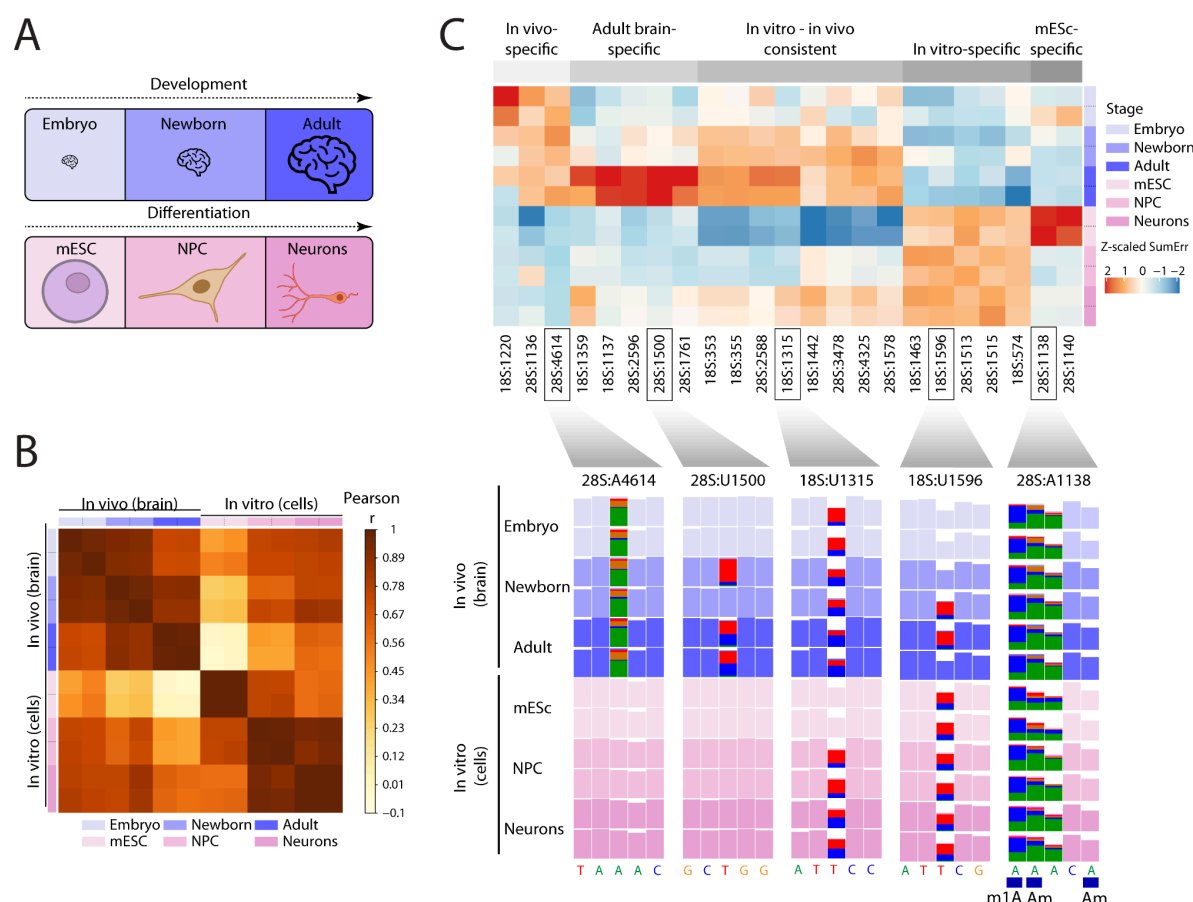 A
Development
Embryo
Newborn
Adult
Differentiation
mESC
NPC
Neurons
B
In vivo (brain)
In vitro (cells)
Pearson
r
1
0.89
0.78
0.67
0.56
0.45
0.34
0.23
0.12
0.01
−0.1
In vivo (brain)
In vitro (cells)
Embryo
Newborn
Adult
mESC
NPC
Neurons
C
In vivo-
specific
Adult brain-
specific
In vitro - in vivo
consistent
In vitro-specific
mESc-
specific
Stage
Embryo
Newborn
Adult
mESC
NPC
Neurons
Z-scaled SumErr
2 1 0 −1 −2
18S:1220
28S:1136
28S:4614
18S:1359
18S:1137
28S:2596
28S:1500
28S:1761
18S:353
18S:355
28S:2588
18S:1315
18S:1442
28S:3478
28S:4325
28S:1578
18S:1463
18S:1596
28S:1513
28S:1515
18S:574
28S:1138
28S:1140
28S:A4614
28S:U1500
18S:U1315
18S:U1596
28S:A1138
In vivo
(brain)
Embryo
Newborn
Adult
In vitro
(cells)
mESc
NPC
Neurons
T A A A C
G C T G G
A T T C C
A T T C G
A A A C A
m1A Am Am